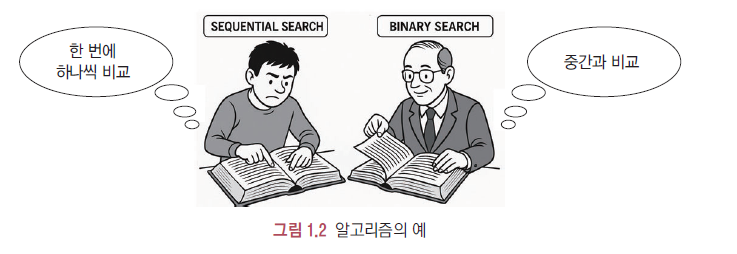 SEQUENTIAL SEARCH
BINARY SEARCH
한 번에
하나씩 비교
중간과 비교
그림 1.2 알고리즘의 예